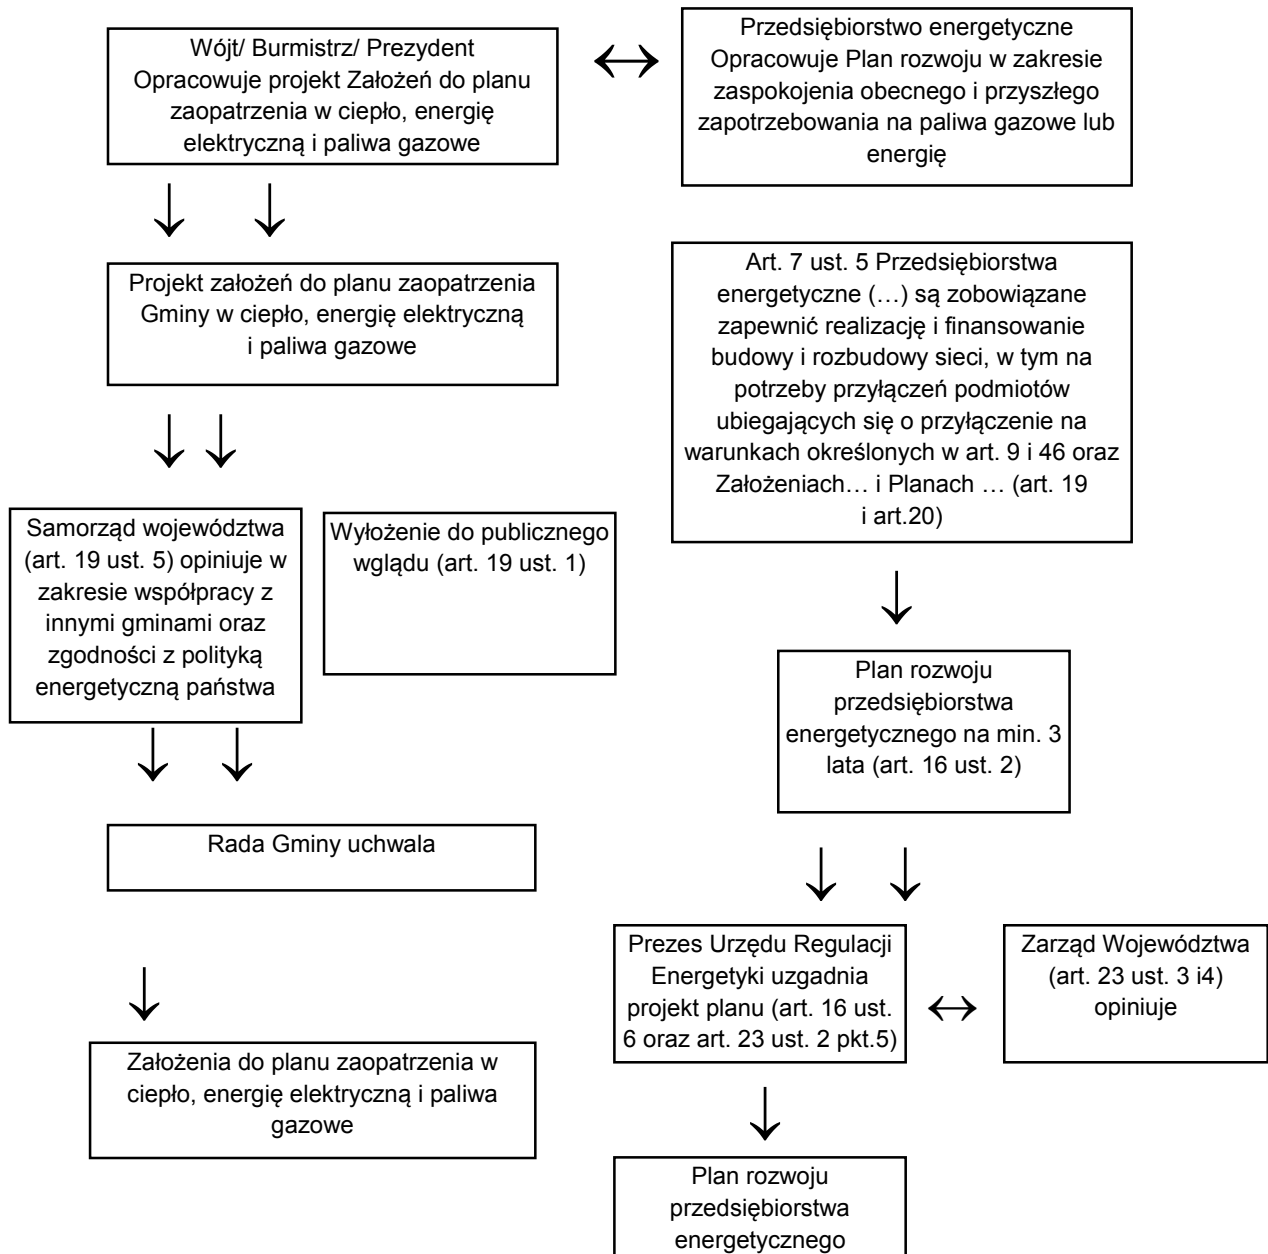 Wójt/ Burmistrz/ Prezydent
Opracowuje projekt Założeń do planu
zaopatrzenia w ciepło, energię
elektryczną i paliwa gazowe
Przedsiębiorstwo energetyczne
Opracowuje Plan rozwoju w zakresie
zaspokojenia obecnego i przyszłego
zapotrzebowania na paliwa gazowe lub
energię
Projekt założeń do planu zaopatrzenia
Gminy w ciepło, energię elektryczną
i paliwa gazowe
Art. 7 ust. 5 Przedsiębiorstwa
energetyczne (…) są zobowiązane
zapewnić realizację i finansowanie
budowy i rozbudowy sieci, w tym na
potrzeby przyłączeń podmiotów
ubiegających się o przyłączenie na
warunkach określonych w art. 9 i 46 oraz
Założeniach… i Planach … (art. 19
i art.20)
Samorząd województwa
(art. 19 ust. 5) opiniuje w
zakresie współpracy z
innymi gminami oraz
zgodności z polityką
energetyczną państwa
Wyłożenie do publicznego
wglądu (art. 19 ust. 1)
Plan rozwoju
przedsiębiorstwa
energetycznego na min. 3
lata (art. 16 ust. 2)
Rada Gminy uchwala
Prezes Urzędu Regulacji
Energetyki uzgadnia
projekt planu (art. 16 ust.
6 oraz art. 23 ust. 2 pkt.5)
Zarząd Województwa
(art. 23 ust. 3 i4)
opiniuje
Założenia do planu zaopatrzenia w
ciepło, energię elektryczną i paliwa
gazowe
Plan rozwoju
przedsiębiorstwa
energetycznego